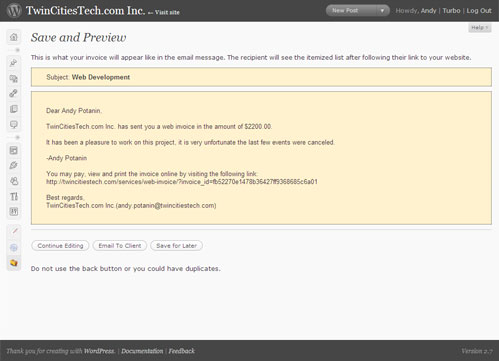 TwinCitiesTech.com Inc. ← Visit site
New Post
Howdy, Andy | Turbo | Log Out
Help
Save and Preview
This is what your invoice will appear like in the email message. The recipient will see the itemized list after following their link to your website.
Subject: Web Development
Dear Andy Potanin,
TwinCitiesTech.com Inc. has sent you a web invoice in the amount of $2200.00.
It has been a pleasure to work on this project, it is very unfortunate the last few events were canceled.
-Andy Potanin
You may pay, view and print the invoice online by visiting the following link:
http://twincitiestech.com/services/web-invoice/?invoice_id=fb52270e1478b36427ff9368685c6a01
Best regards,
TwinCitiesTech.com Inc.(andy.potanin@twincitiestech.com)
Continue Editing
Email To Client
Save for Later
Do not use the back button or you could have duplicates.
Thank you for creating with WordPress. | Documentation | Feedback
Version 2.7